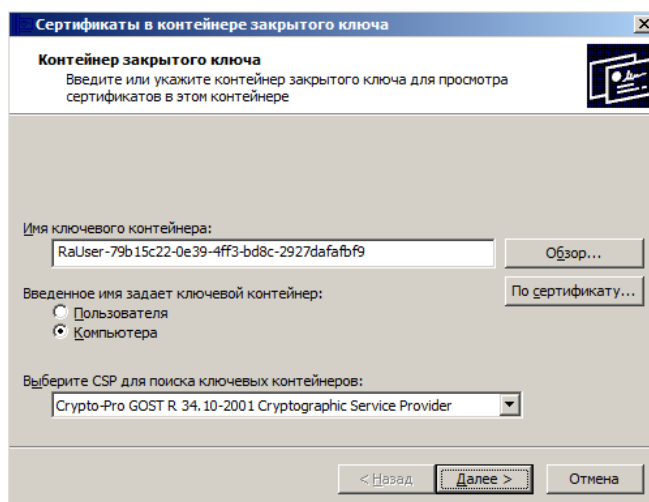 Сертификаты в контейнере закрытого ключа
Контейнер закрытого ключа
Введите или укажите контейнер закрытого ключа для просмотра
сертификатов в этом контейнере
Имя ключевого контейнера:
RaUser-79b15c22-0e39-4ff3-bd8c-2927dafafbf9
Обзор...
Введенное имя задает ключевой контейнер:
По сертификату...
Пользователя
Компьютера
Выберите CSP для поиска ключевых контейнеров:
Crypto-Pro GOST R 34.10-2001 Cryptographic Service Provider
< Назад
Далее >
Отмена